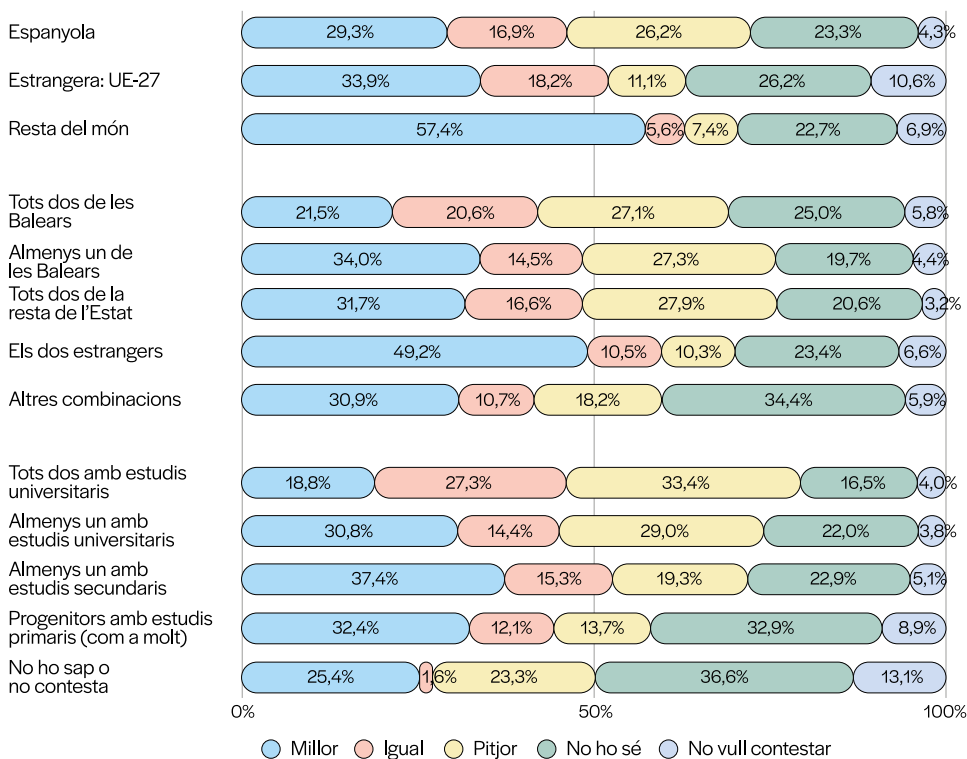 Espanyola
29,3% 16,9% 26,2% 23,3% 4,3%
Estrangera: UE-27
33,9% 18,2% 11,1% 26,2% 10,6%
Resta del món
57,4% 5,6% 7,4% 22,7% 6,9%
Tots dos de les
Balears
21,5% 20,6% 27,1% 25,0% 5,8%
Almenys un de
les Balears
34,0% 14,5% 27,3% 19,7% 4,4%
Tots dos de la
resta de l'Estat
31,7% 16,6% 27,9% 20,6% 3,2%
Els dos estrangers
49,2% 10,5% 10,3% 23,4% 6,6%
Altres combinacions
30,9% 10,7% 18,2% 34,4% 5,9%
Tots dos amb estudis
universitaris
18,8% 27,3% 33,4% 16,5% 4,0%
Almenys un amb
estudis universitaris
30,8% 14,4% 29,0% 22,0% 3,8%
Almenys un amb
estudis secundaris
37,4% 15,3% 19,3% 22,9% 5,1%
Progenitors amb estudis
primaris (com a molt)
32,4% 12,1% 13,7% 32,9% 8,9%
No ho sap o
no contesta
25,4% 1,6% 23,3% 36,6% 13,1%
0% 50% 100%
Millor Igual Pitjor No ho sé No vull contestar